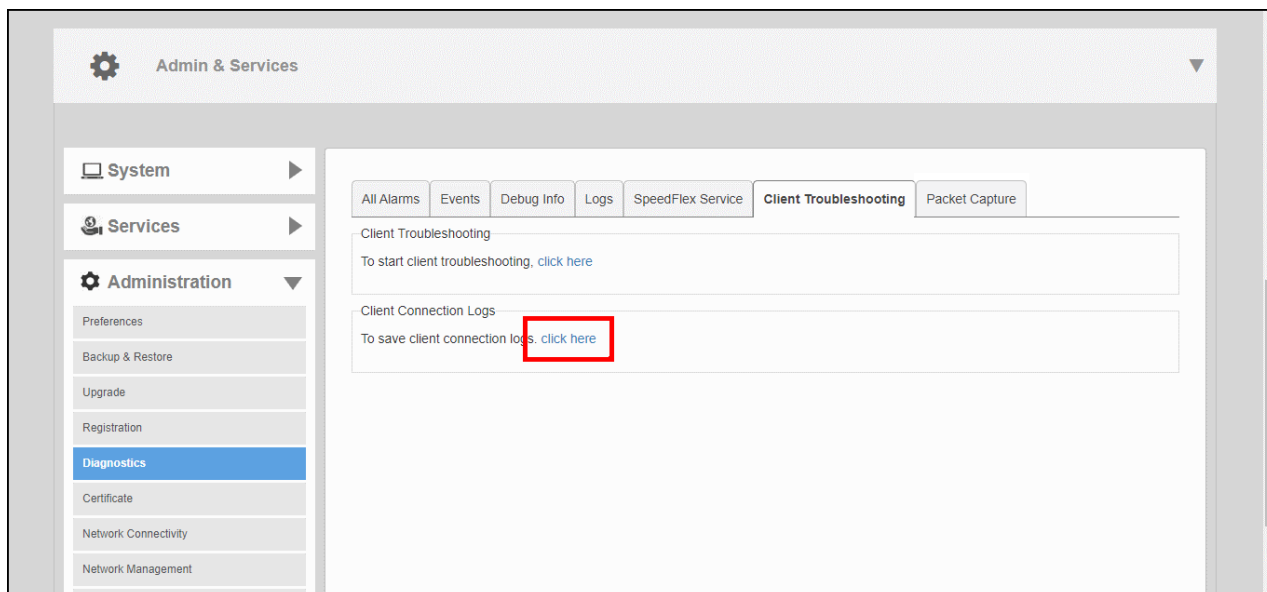 Admin & Services
System
Services
Administration
Preferences
Backup & Restore
Upgrade
Registration
Diagnostics
Certificate
Network Connectivity
Network Management
All Alarms Events Debug Info Logs SpeedFlex Service Client Troubleshooting Packet Capture
Client Troubleshooting
To start client troubleshooting, click here
Client Connection Logs
To save client connection logs. click here